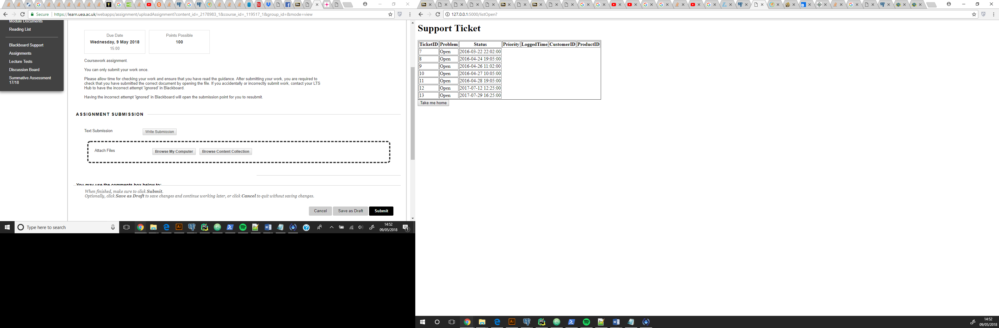 Secure
https://learn.uea.ac.uk/webapps/assignment/uploadAssignment?content_id=_2178983_1&course_id=_119517_1&group_id=&mode=view
Module Documents
Reading List
Blackboard Support
Assignments
Lecture Tests
Discussion Board
Summative Assessment
17/18
Due Date
Wednesday, 9 May 2018
15:00
Points Possible
100
Coursework assignment.
You can only submit your work once.
Please allow time for checking your work and ensure that you have read the guidance. After submitting your work, you are required to
check that you have submitted the correct document by opening the file. If you accidentally or incorrectly submit work, contact your LTS
Hub to have the incorrect attempt 'ignored' in Blackboard.
Having the incorrect attempt 'ignored' in Blackboard will open the submission point for you to resubmit.
ASSIGNMENT SUBMISSION
Text Submission
Write Submission
Attach Files
Browse My Computer
Browse Content Collection
You may use the comments box below to:
When finished, make sure to click Submit.
Optionally, click Save as Draft to save changes and continue working later, or click Cancel to quit without saving changes.
Cancel
Save as Draft
Submit
Type here to search
14:52
09/05/2018
127.0.0.1:5000/listOpen?
Support Ticket
TicketID Problem Status Priority LoggedTime CustomerID ProductID
7 Open 2016-03-22 22:02:00
8 Open 2016-04-24 19:05:00
9 Open 2016-04-26 11:02:00
10 Open 2016-04-27 10:05:00
11 Open 2016-04-28 19:05:00
12 Open 2017-07-12 12:25:00
13 Open 2017-07-29 16:25:00
Take me home
14:52
09/05/2018